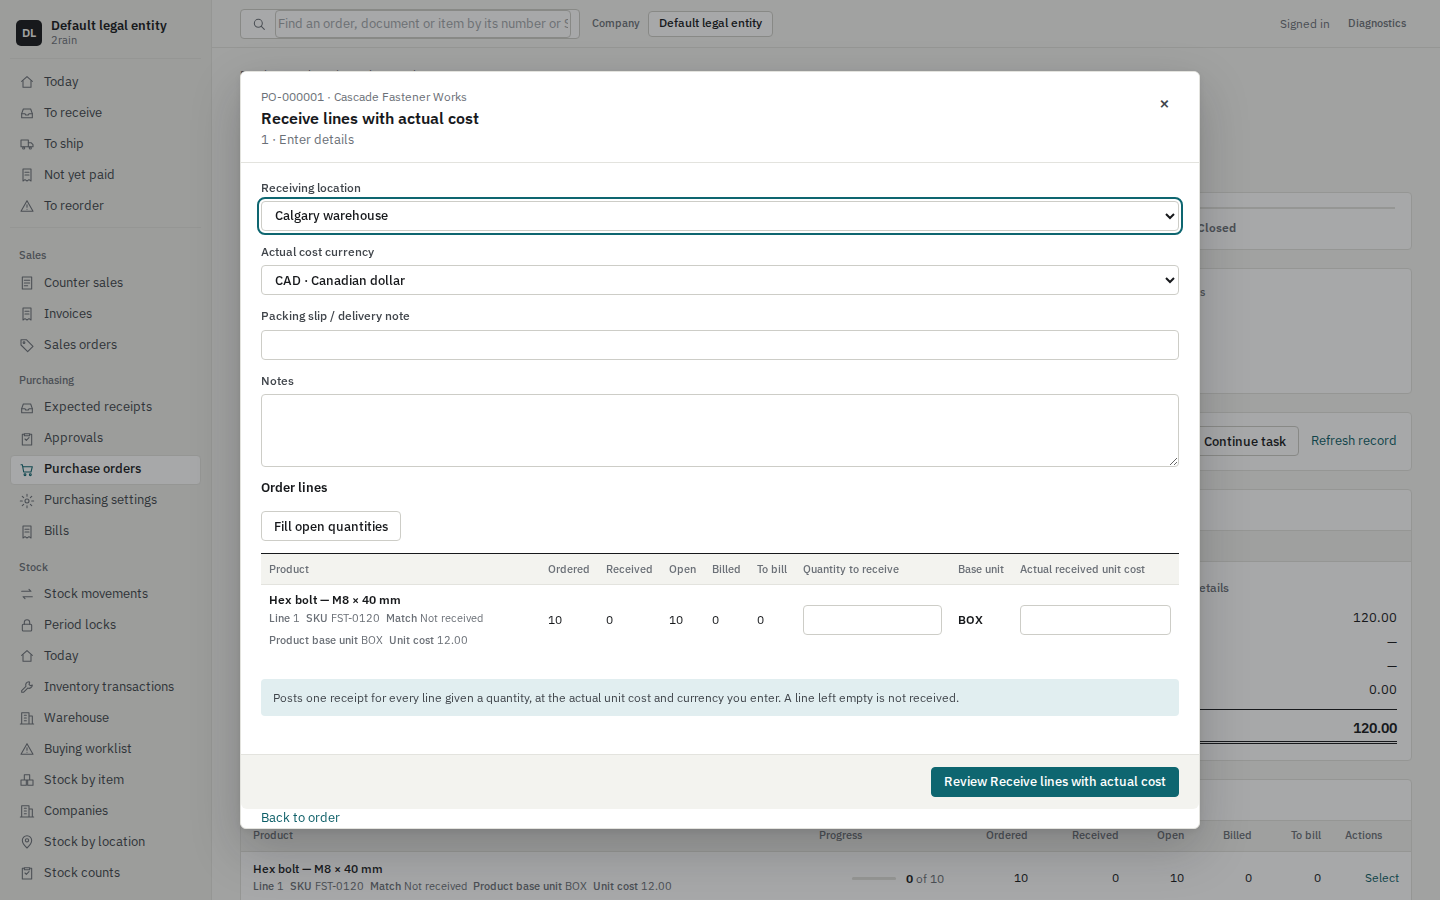 DL
Default legal entity
2rain
Today
To receive
To ship
Not yet paid
To reorder
Sales
Counter sales
Invoices
Sales orders
Purchasing
Expected receipts
Approvals
Purchase orders
Purchasing settings
Bills
Stock
Stock movements
Period locks
Today
Inventory transactions
Warehouse
Buying worklist
Stock by item
Companies
Stock by location
Stock counts
Find an order, document or item by its number or
Company
Default legal entity
Signed in
Diagnostics
PO-000001 · Cascade Fastener Works
Receive lines with actual cost
1 · Enter details
×
Receiving location
Calgary warehouse
Actual cost currency
CAD · Canadian dollar
Packing slip / delivery note
Notes
Order lines
Fill open quantities
Product Ordered Received Open Billed To bill Quantity to receive Base unit Actual received unit cost
Hex bolt — M8 × 40 mm
Line 1 SKU FST-0120 Match Not received
Product base unit BOX Unit cost 12.00
10 0 10 0 0 BOX
Posts one receipt for every line given a quantity, at the actual unit cost and currency you enter. A line left empty is not received.
Review Receive lines with actual cost
Back to order
Closed
Continue task
Refresh record
120.00
—
—
0.00
120.00
Product Progress Ordered Received Open Billed To bill Actions
Hex bolt — M8 × 40 mm
Line 1 SKU FST-0120 Match Not received Product base unit BOX Unit cost 12.00
0 of 10 10 0 10 0 0 Select